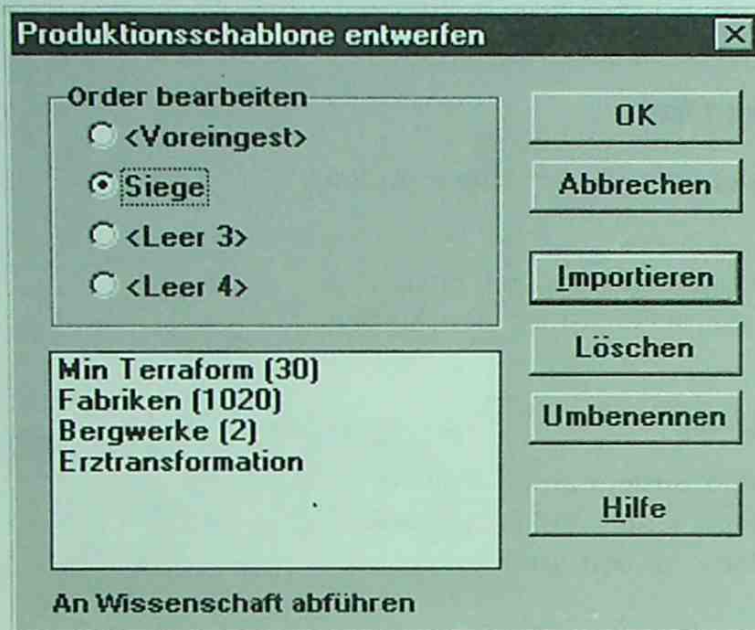 Produktionsschablone entwerfen
Order bearbeiten
<Voreingest>
Siege
<Leer 3>
<Leer 4>
Min Terraform (30)
Fabriken (1020)
Bergwerke (2)
Erztransformation
An Wissenschaft abführen
OK
Abbrechen
Importieren
Löschen
Umbenennen
Hilfe